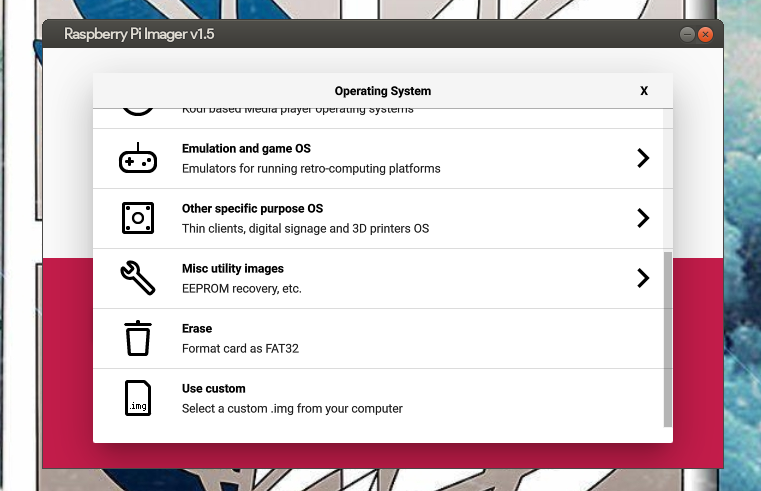 Raspberry Pi Imager v1.5
Operating System
X
Kodi based Media player operating systems
Emulation and game OS
Emulators for running retro-computing platforms
Other specific purpose OS
Thin clients, digital signage and 3D printers OS
Misc utility images
EEPROM recovery, etc.
Erase
Format card as FAT32
Use custom
.img
Select a custom .img from your computer